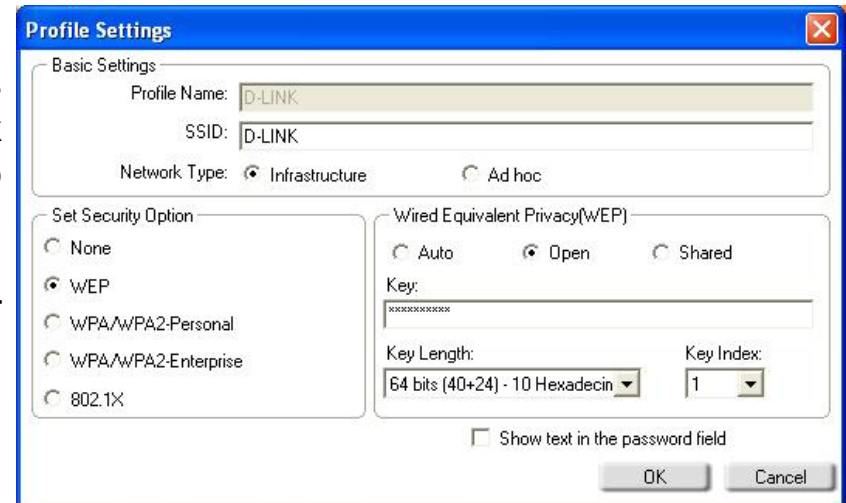 Profile Settings
Basic Settings
Profile Name: D-LINK
SSID: D-LINK
Network Type: Infrastructure Ad hoc
Set Security Option
None
WEP
WPA/WPA2-Personal
WPA/WPA2-Enterprise
802.1X
Wired Equivalent Privacy(WEP)
Auto Open Shared
Key:
××××××××××
Key Length: Key Index:
64 bits (40+24) - 10 Hexadecin 1
Show text in the password field
OK Cancel